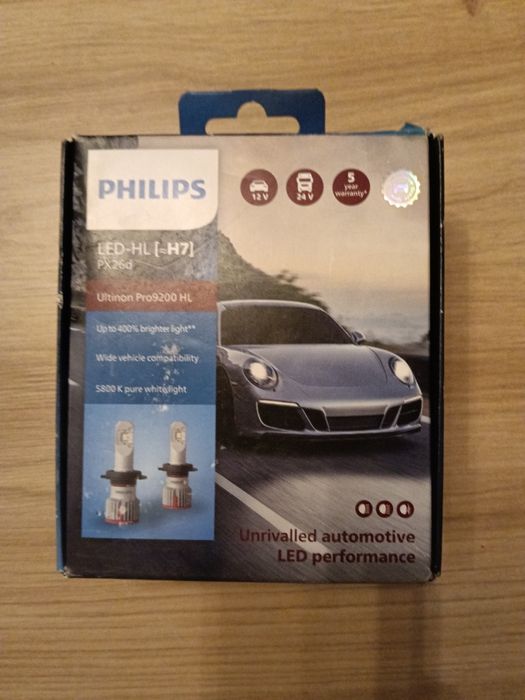 PHILIPS
12 V
24 V
5
year
warranty*
LED-HL [≈H7]
PX26d
Ultinon Pro9200 HL
Up to 400% brighter light**
Wide vehicle compatibility
5800 K pure white light
Unrivalled automotive
LED performance